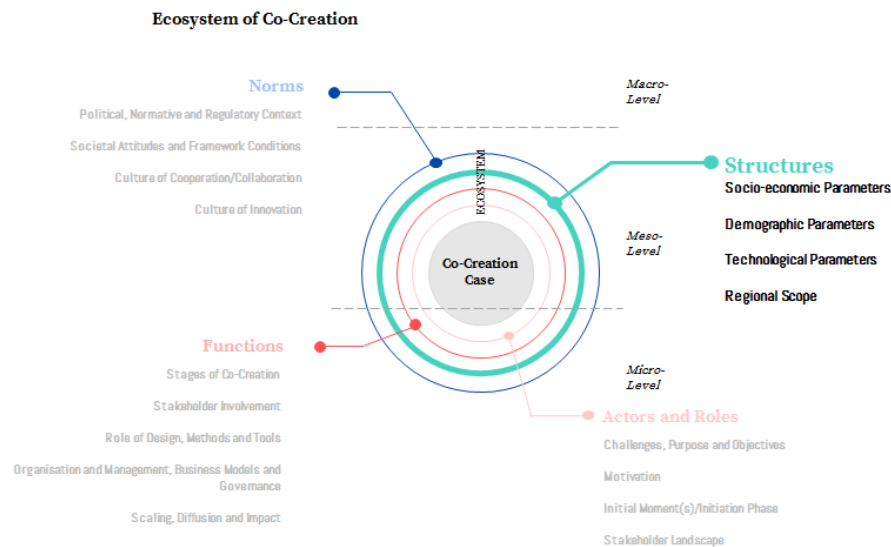 Ecosystem of Co-Creation
Norms
Political, Normative and Regulatory Context
Societal Attitudes and Framework Conditions
Culture of Cooperation/Collaboration
Culture of Innovation
Macro-
Level
ECOSYSTEM
Structures
Socio-economic Parameters
Demographic Parameters
Technological Parameters
Regional Scope
Meso-
Level
Co-Creation
Case
Functions
Stages of Co-Creation
Stakeholder Involvement
Role of Design, Methods and Tools
Organisation and Management, Business Models and
Governance
Scaling, Diffusion and Impact
Micro-
Level
Actors and Roles
Challenges, Purpose and Objectives
Motivation
Initial Moment(s)/Initiation Phase
Stakeholder Landscape